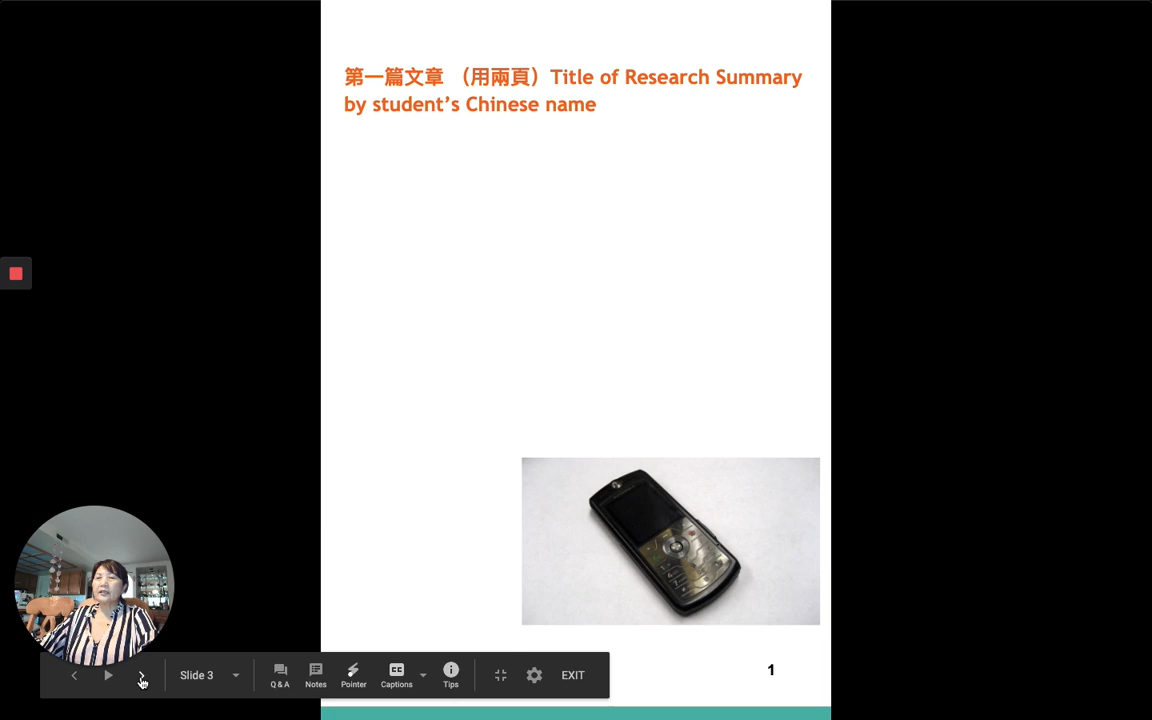 第一篇文章 （用兩頁）Title of Research Summary
by student’s Chinese name
1
Slide 3
Q & A
Notes
Pointer
CC
Captions
Tips
EXIT